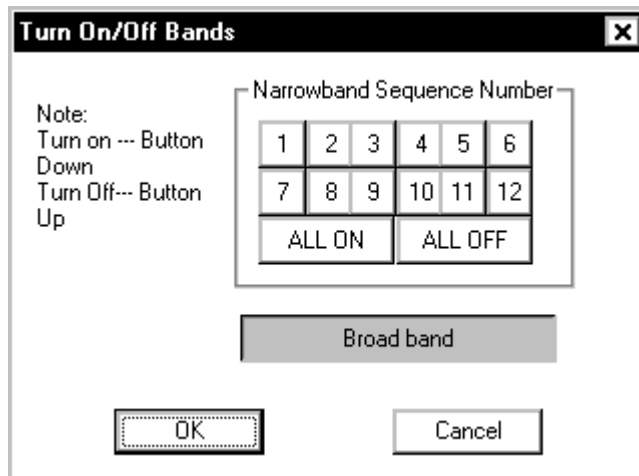 Turn On/Off Bands
Note:
Turn on --- Button
Down
Turn Off--- Button
Up
Narrowband Sequence Number
1 2 3 4 5 6
7 8 9 10 11 12
ALL ON ALL OFF
Broad band
OK Cancel